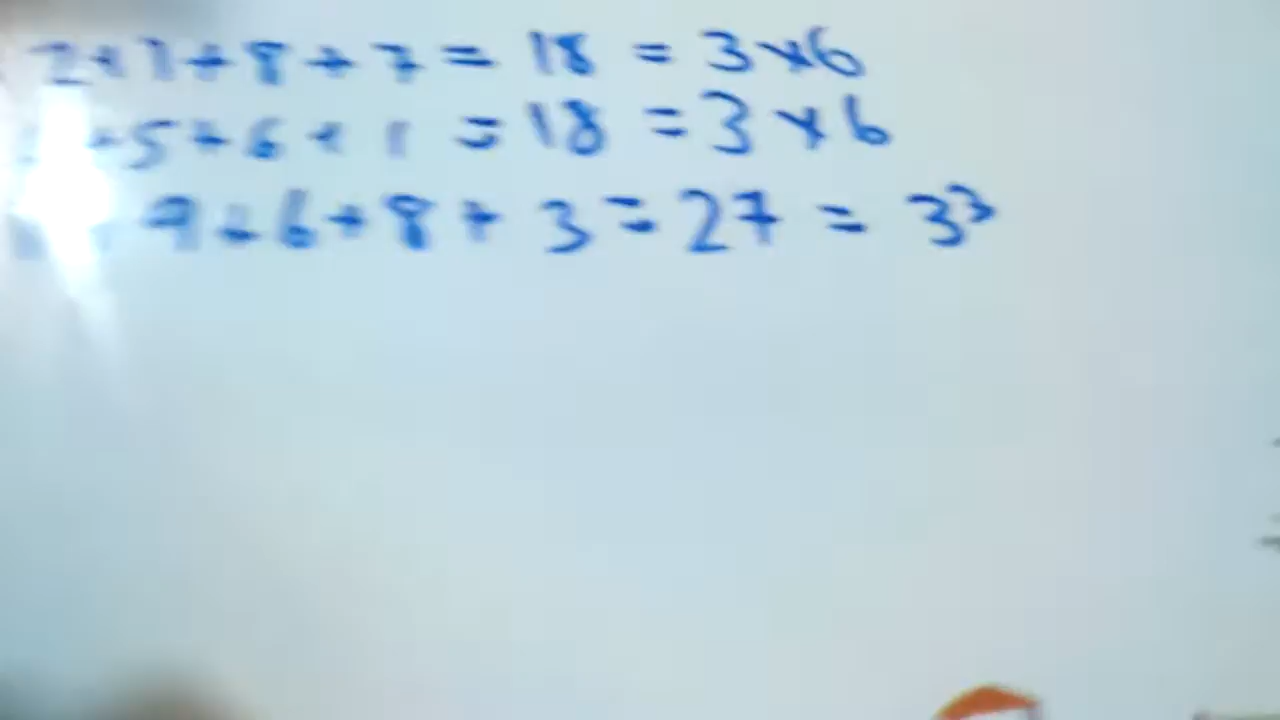 2+1+8+7 = 18 = 3×6
+5+6+1 = 18 = 3×6
9+6+8+3 = 27 = 3³